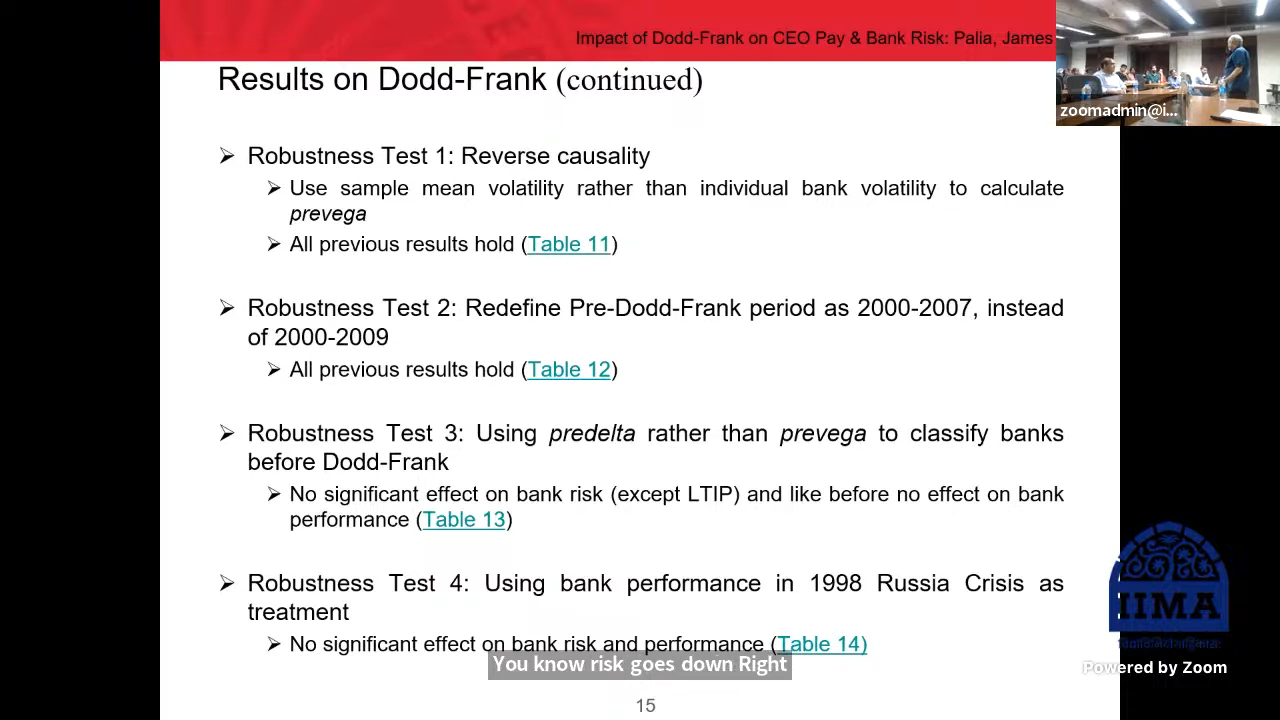 Impact of Dodd-Frank on CEO Pay & Bank Risk: Palia, James
zoomadmin@i...
Results on Dodd-Frank (continued)
➢ Robustness Test 1: Reverse causality
➢ Use sample mean volatility rather than individual bank volatility to calculate
prevega
➢ All previous results hold (Table 11)
➢ Robustness Test 2: Redefine Pre-Dodd-Frank period as 2000-2007, instead
of 2000-2009
➢ All previous results hold (Table 12)
➢ Robustness Test 3: Using predelta rather than prevega to classify banks
before Dodd-Frank
➢ No significant effect on bank risk (except LTIP) and like before no effect on bank
performance (Table 13)
➢ Robustness Test 4: Using bank performance in 1998 Russia Crisis as
treatment
➢ No significant effect on bank risk and performance (Table 14)
You know risk goes down Right
15
IIMA
Powered by Zoom